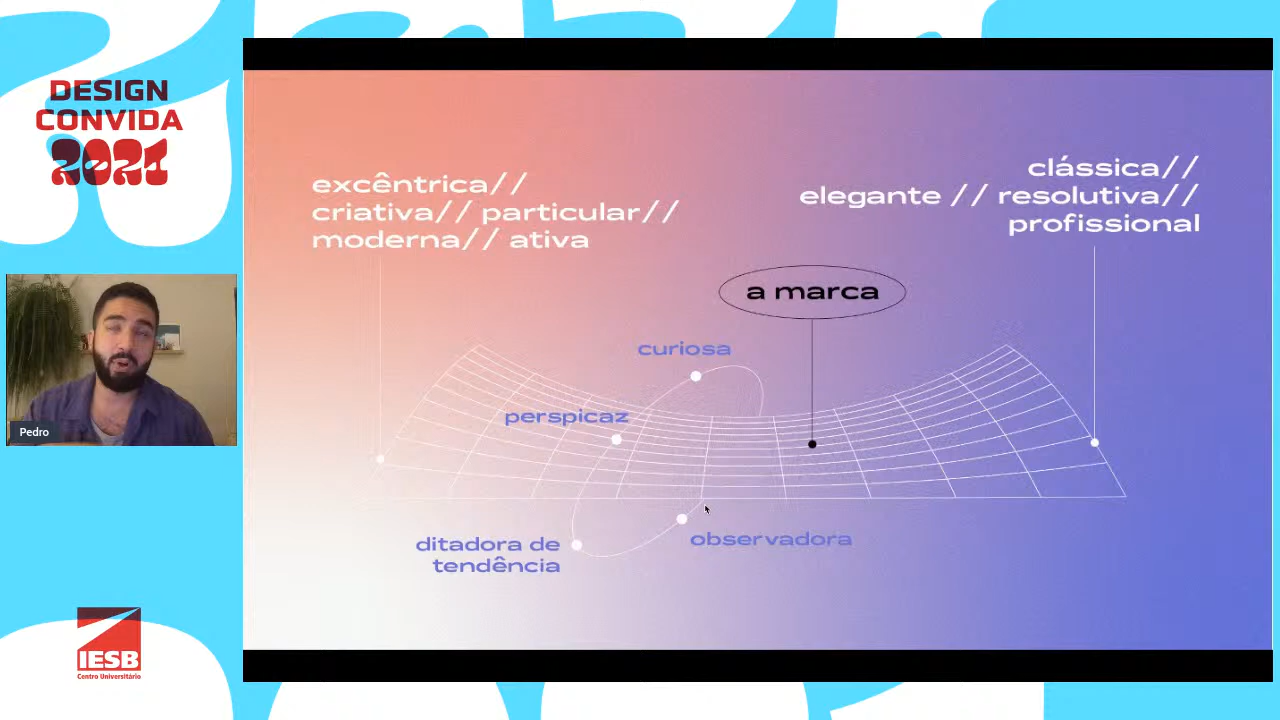 DESIGN
CONVIDA
2021
Pedro
IESB
Centro Universitário
excêntrica//
criativa// particular//
moderna// ativa
clássica//
elegante // resolutiva//
profissional
a marca
curiosa
perspicaz
ditadora de
tendência
observadora